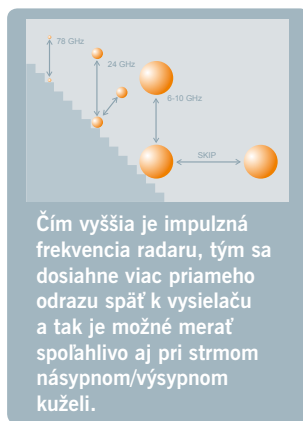 78 GHz
24 GHz
6-10 GHz
SKIP
Čím vyššia je impulzná
frekvencia radaru, tým sa
dosiahne viac priameho
odrazu späť k vysielaču
a tak je možné merať
spoľahlivo aj pri strmom
násypnom/výsypnom
kuželi.